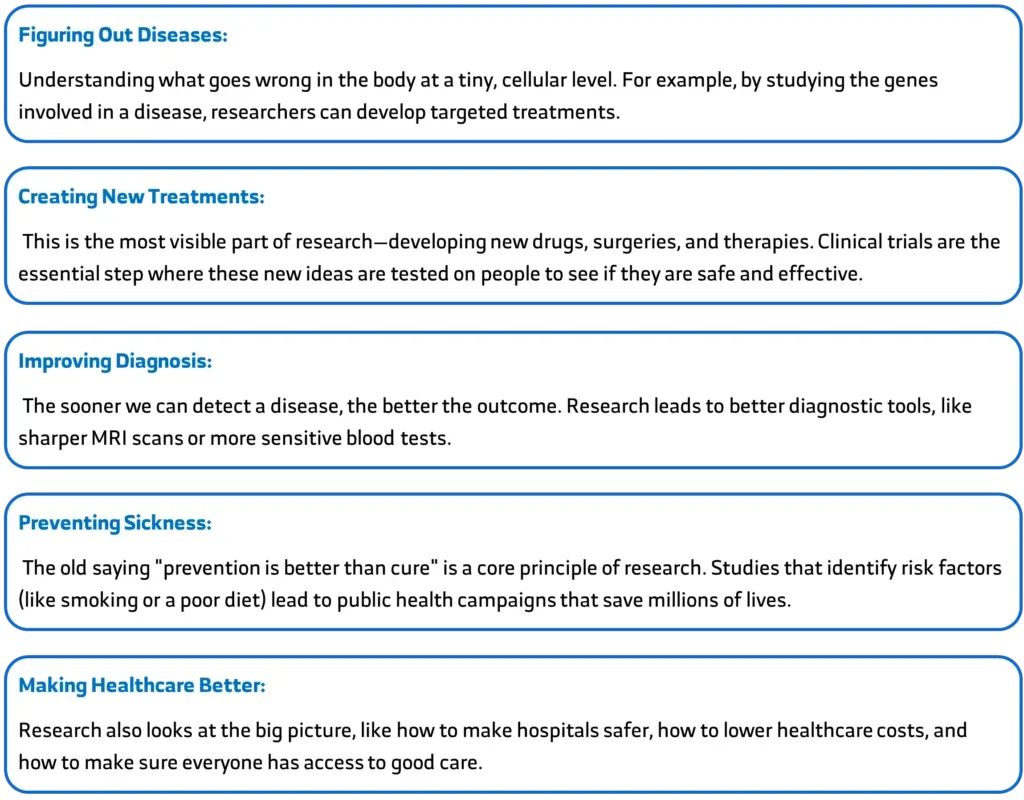 Figuring Out Diseases:
Understanding what goes wrong in the body at a tiny, cellular level. For example, by studying the genes
involved in a disease, researchers can develop targeted treatments.
Creating New Treatments:
This is the most visible part of research—developing new drugs, surgeries, and therapies. Clinical trials are the
essential step where these new ideas are tested on people to see if they are safe and effective.
Improving Diagnosis:
The sooner we can detect a disease, the better the outcome. Research leads to better diagnostic tools, like
sharper MRI scans or more sensitive blood tests.
Preventing Sickness:
The old saying "prevention is better than cure" is a core principle of research. Studies that identify risk factors
(like smoking or a poor diet) lead to public health campaigns that save millions of lives.
Making Healthcare Better:
Research also looks at the big picture, like how to make hospitals safer, how to lower healthcare costs, and
how to make sure everyone has access to good care.